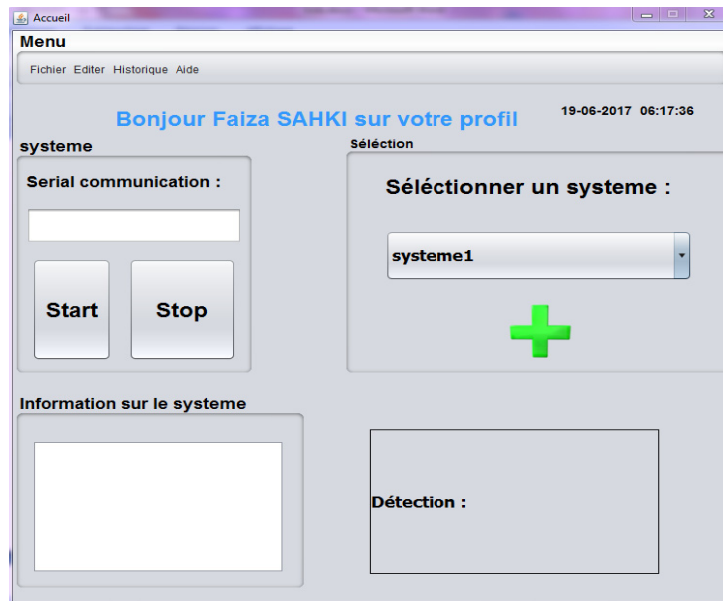 Accueil
Menu
Fichier Editer Historique Aide
Bonjour Faiza SAHKI sur votre profil
19-06-2017 06:17:36
systeme
Serial communication :
Start
Stop
Séléction
Séléctionner un systeme :
systeme1
Information sur le systeme
Détection :